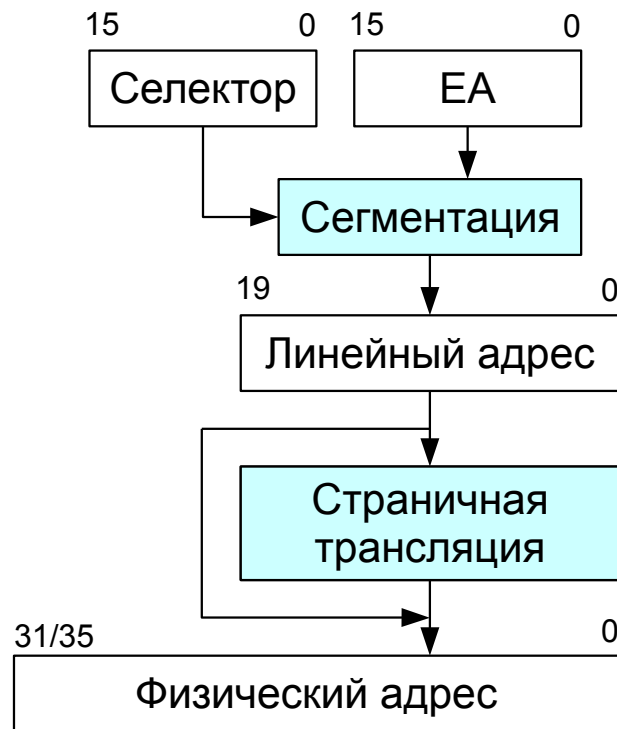 15 0 15 0
Селектор EA
Сегментация
19 0
Линейный адрес
Страничная
трансляция
31/35 0
Физический адрес